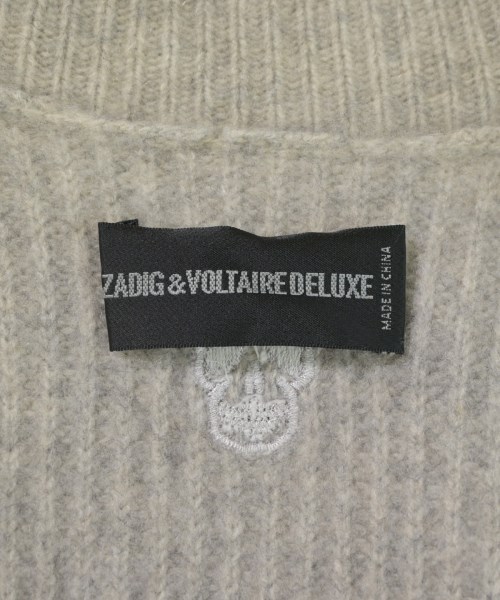 ZADIG & VOLTAIRE DELUXE
MADE IN CHINA